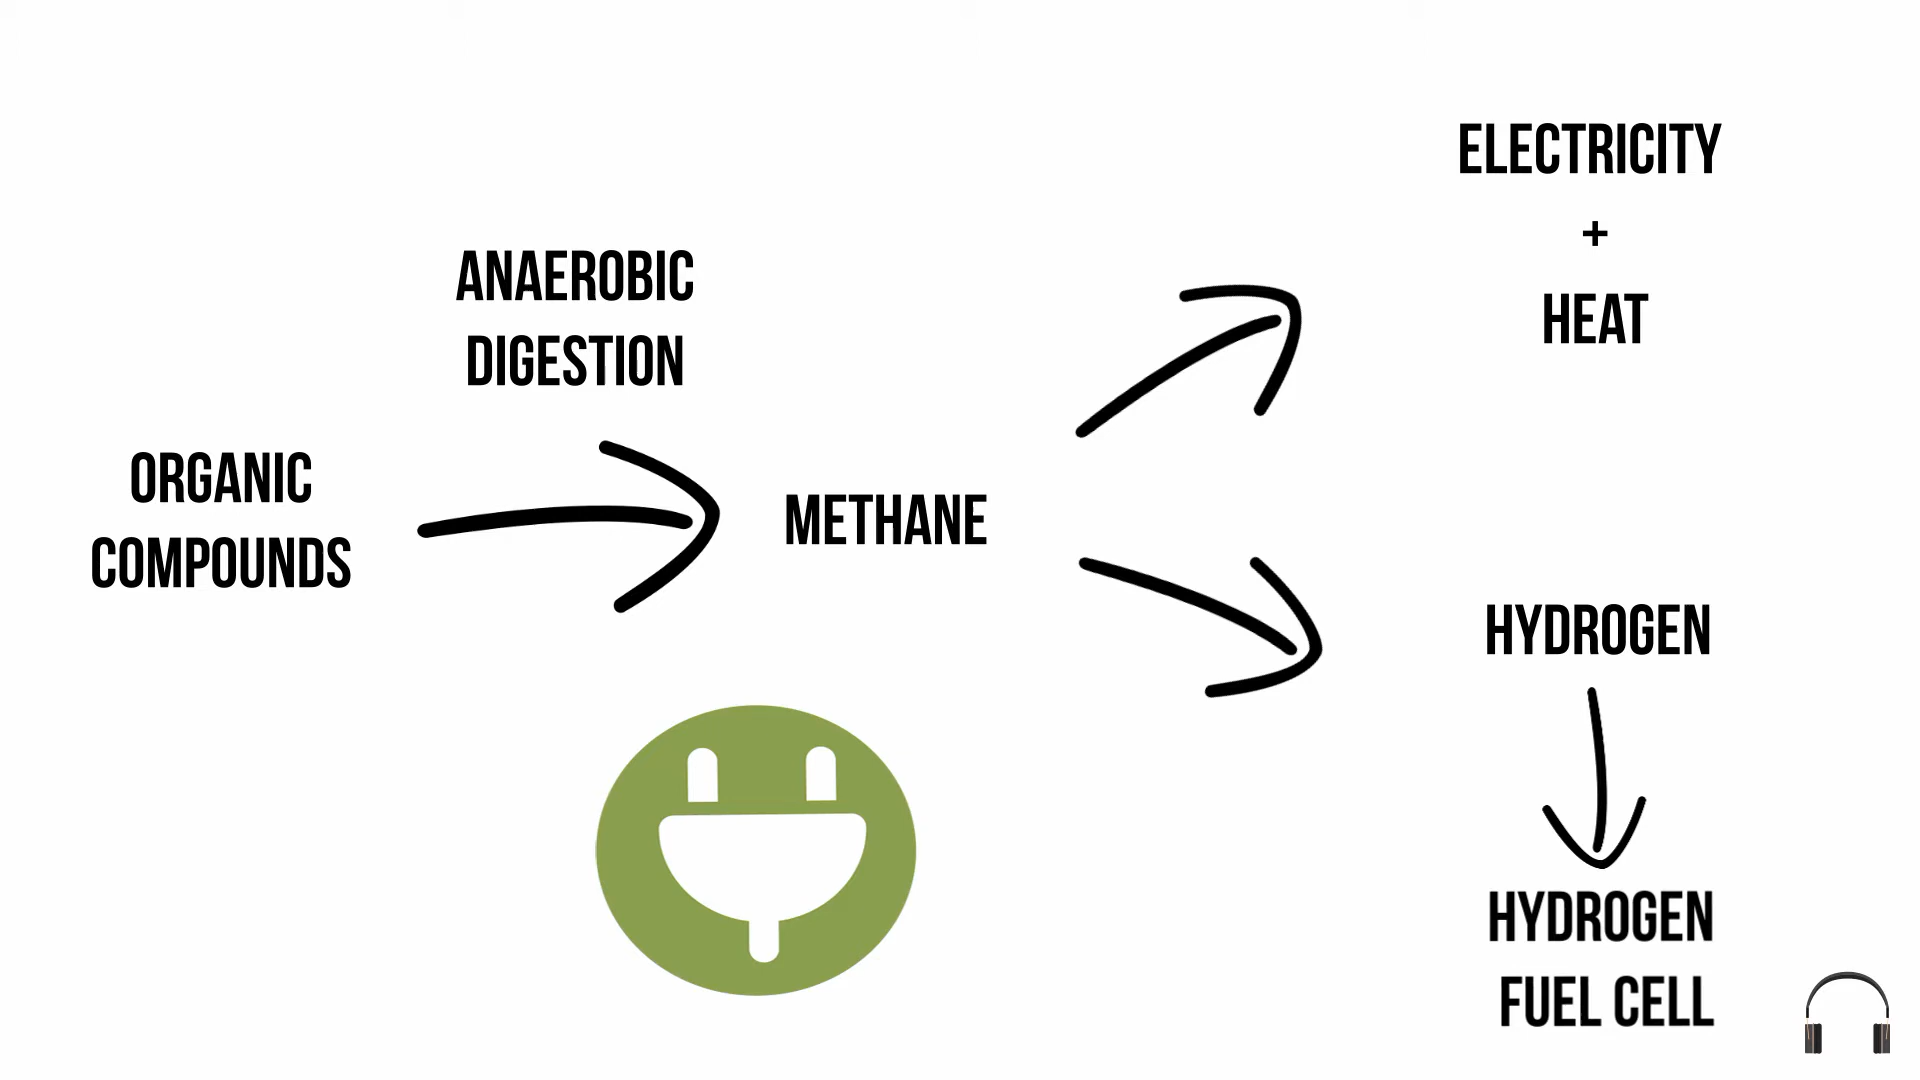 ORGANIC
COMPOUNDS
ANAEROBIC
DIGESTION
METHANE
ELECTRICITY
+
HEAT
HYDROGEN
HYDROGEN
FUEL CELL